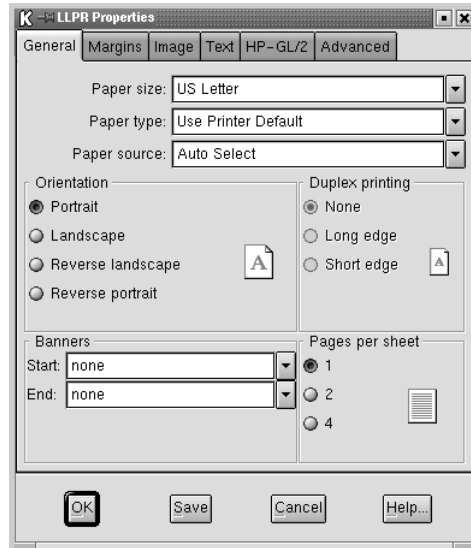 K LLPR Properties
General Margins Image Text HP-GL/2 Advanced
Paper size: US Letter
Paper type: Use Printer Default
Paper source: Auto Select
Orientation
Portrait
Landscape
Reverse landscape
Reverse portrait
A
Duplex printing
None
Long edge
Short edge
A
Banners
Start: none
End: none
Pages per sheet
1
2
4
OK Save Cancel Help...